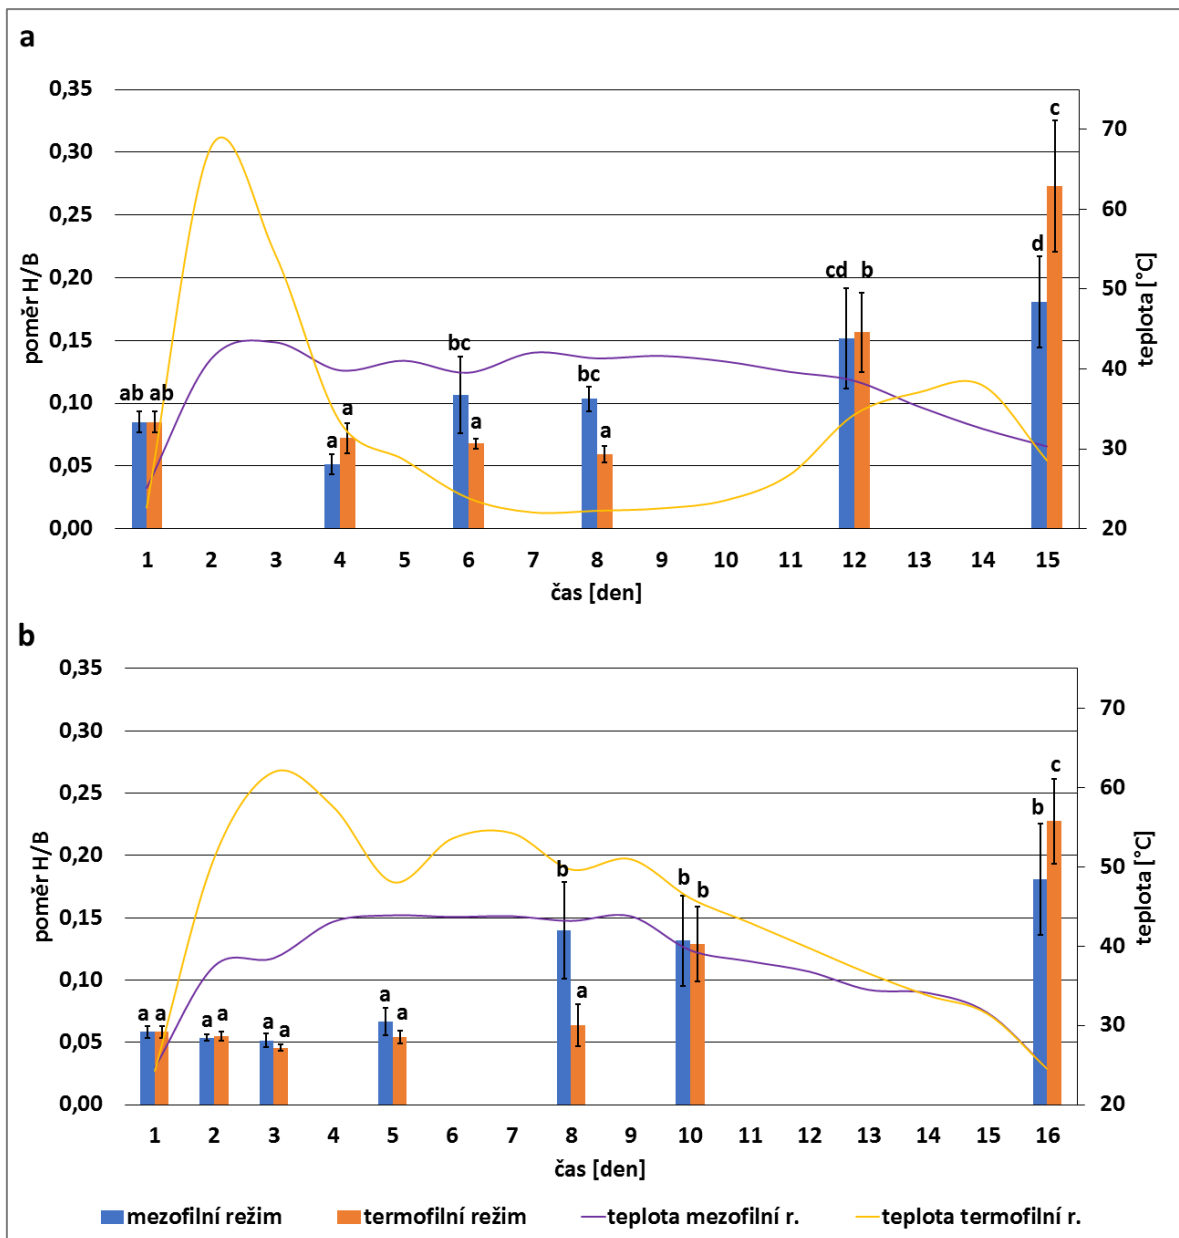 a
poměr H/B
0,35
0,30
0,25
0,20
0,15
0,10
0,05
0,00
ab ab
a a
bc a
bc a
cd b
d c
70
60
50
40
30
20
teplota [°C]
1 2 3 4 5 6 7 8 9 10 11 12 13 14 15
čas [den]
b
poměr H/B
0,35
0,30
0,25
0,20
0,15
0,10
0,05
0,00
a a
a a
a a
a a
b a
b b
b c
70
60
50
40
30
20
teplota [°C]
1 2 3 4 5 6 7 8 9 10 11 12 13 14 15 16
čas [den]
mezofilní režim termofilní režim teplota mezofilní r. teplota termofilní r.